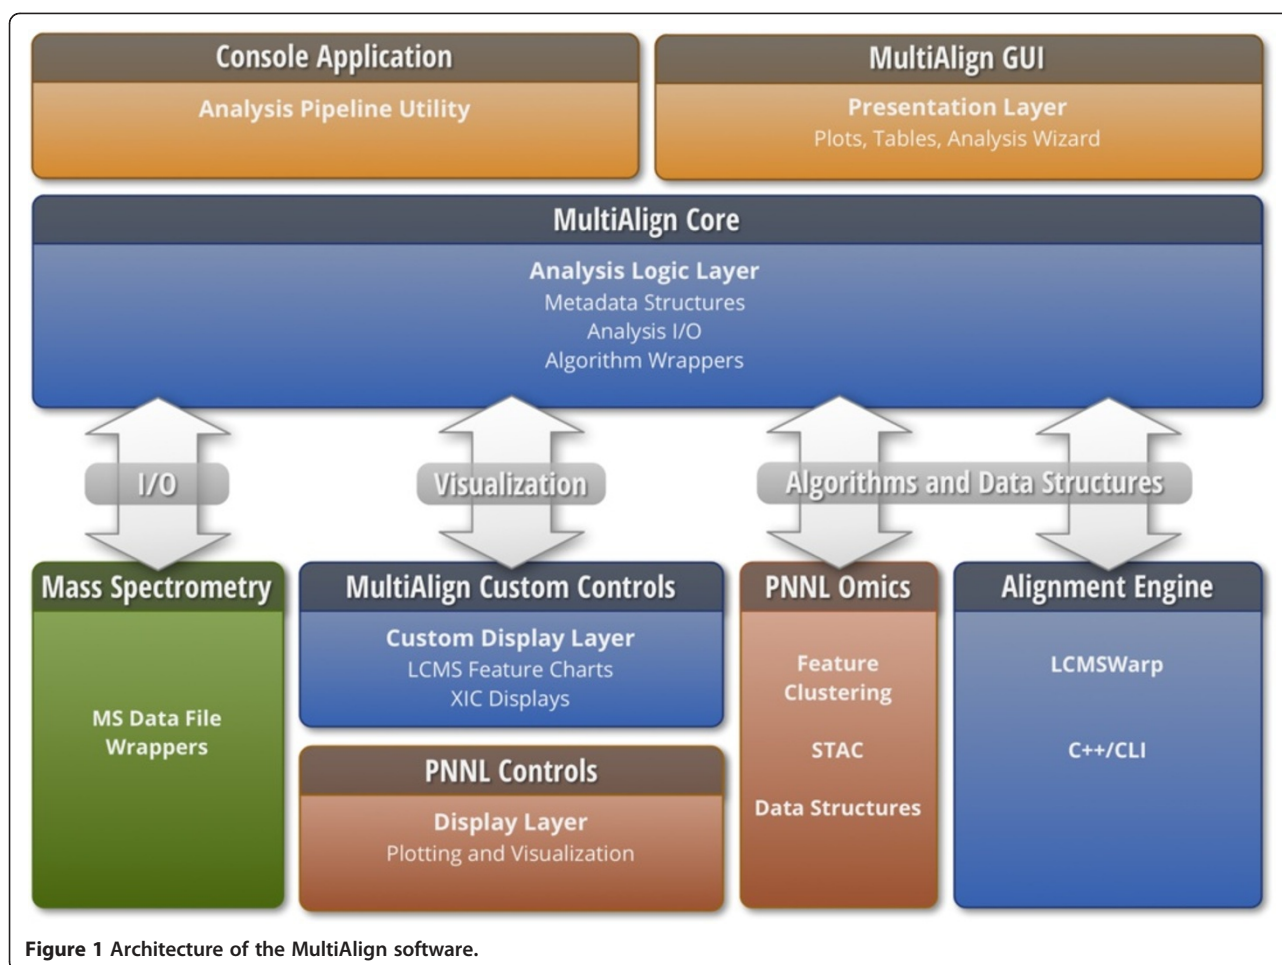 Console Application
Analysis Pipeline Utility
MultiAlign GUI
Presentation Layer
Plots, Tables, Analysis Wizard
MultiAlign Core
Analysis Logic Layer
Metadata Structures
Analysis I/O
Algorithm Wrappers
I/O
Visualization
Algorithms and Data Structures
Mass Spectrometry
MS Data File
Wrappers
MultiAlign Custom Controls
Custom Display Layer
LCMS Feature Charts
XIC Displays
PNNL Controls
Display Layer
Plotting and Visualization
PNNL Omics
Feature
Clustering
STAC
Data Structures
Alignment Engine
LCMSWarp
C++/CLI
Figure 1 Architecture of the MultiAlign software.